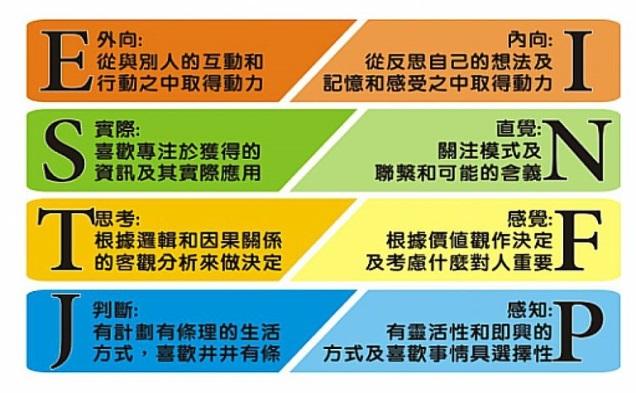 E
外向:
從與別人的互動和
行動之中取得動力
內向:
從反思自己的想法及
記憶和感受之中取得動力
I
S
實際:
喜歡專注於獲得的
資訊及其實際應用
直覺:
關注模式及
聯繫和可能的含義
N
T
思考:
根據邏輯和因果關係
的客觀分析來做決定
感覺:
根據價值觀作決定
及考慮什麼對人重要
F
J
判斷:
有計劃有條理的生活
方式，喜歡井井有條
感知:
有靈活性和即興的
方式及喜歡事情具選擇性
P